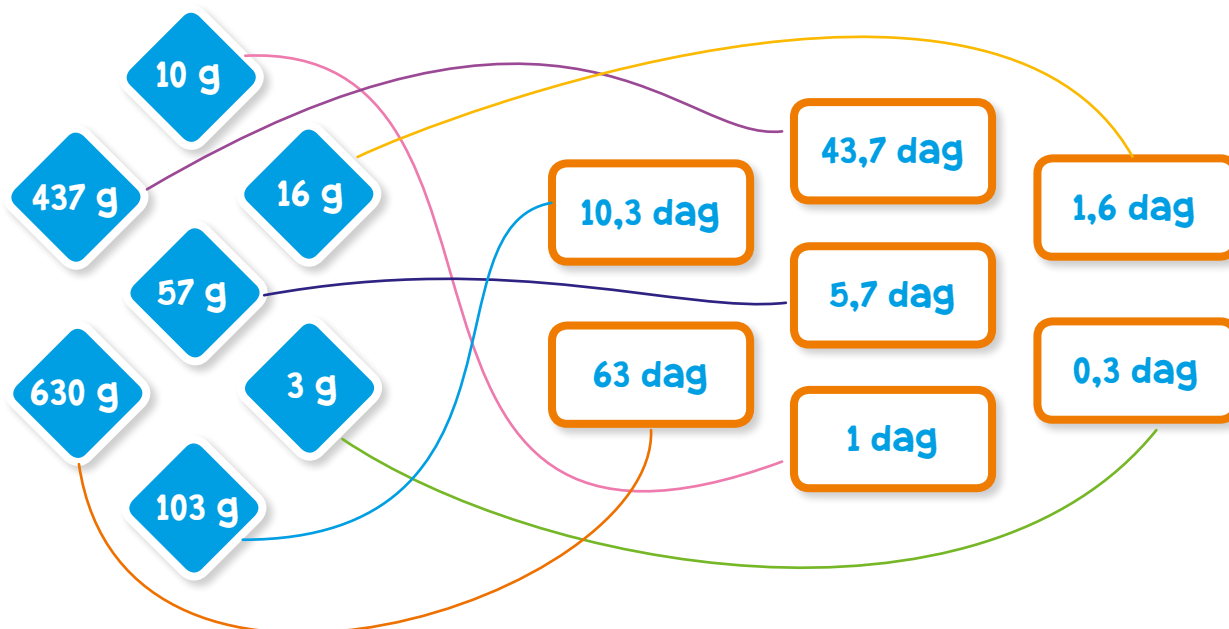 10 g
437 g
16 g
57 g
630 g
3 g
103 g
43,7 dag
10,3 dag
1,6 dag
5,7 dag
63 dag
0,3 dag
1 dag